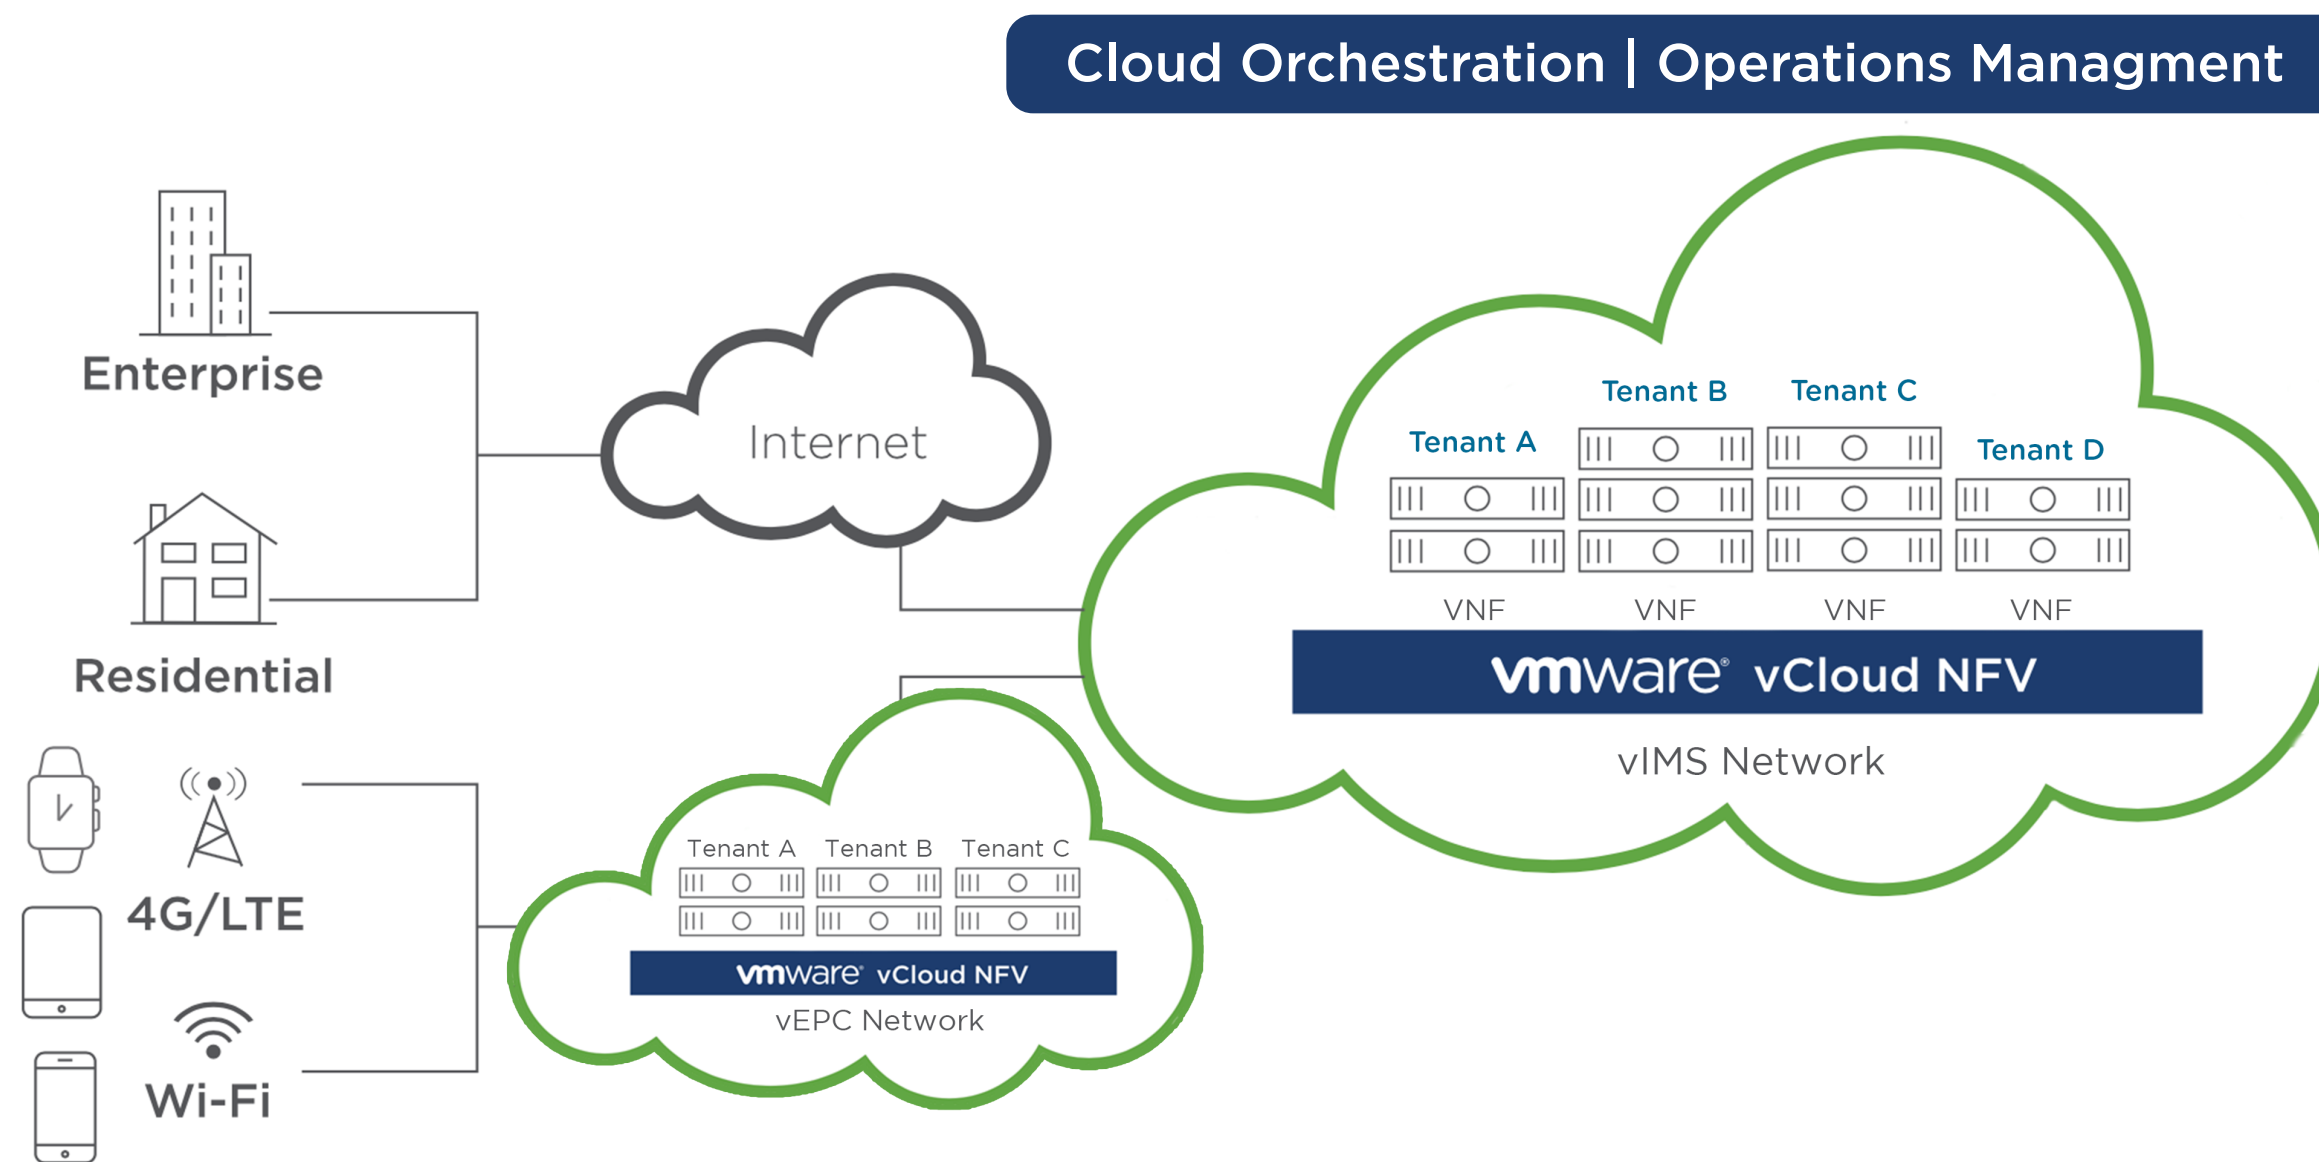 Cloud Orchestration | Operations Managment
Enterprise
Residential
Internet
4G/LTE
Wi-Fi
Tenant A
Tenant B
Tenant C
vmware® vCloud NFV
vEPC Network
Tenant A
Tenant B
Tenant C
Tenant D
VNF
VNF
VNF
VNF
vmware® vCloud NFV
vIMS Network